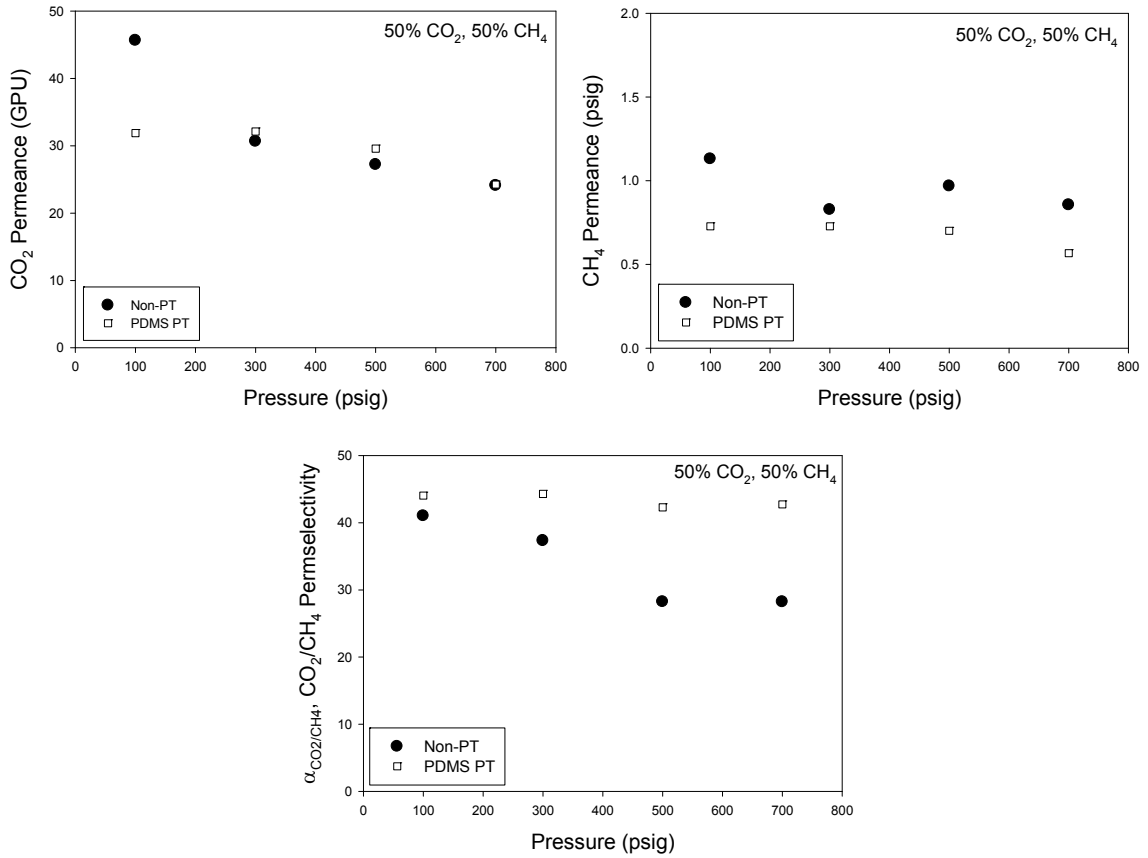 50% CO2, 50% CH4
CO2 Permeance (GPU)
50
40
30
20
10
0
Non-PT
PDMS PT
0 100 200 300 400 500 600 700 800
Pressure (psig)
50% CO2, 50% CH4
CH4 Permeance (psig)
2.0
1.5
1.0
0.5
0.0
Non-PT
PDMS PT
0 100 200 300 400 500 600 700 800
Pressure (psig)
50% CO2, 50% CH4
αCO2/CH4, CO2/CH4 Permselectivity
50
40
30
20
10
0
Non-PT
PDMS PT
0 100 200 300 400 500 600 700 800
Pressure (psig)